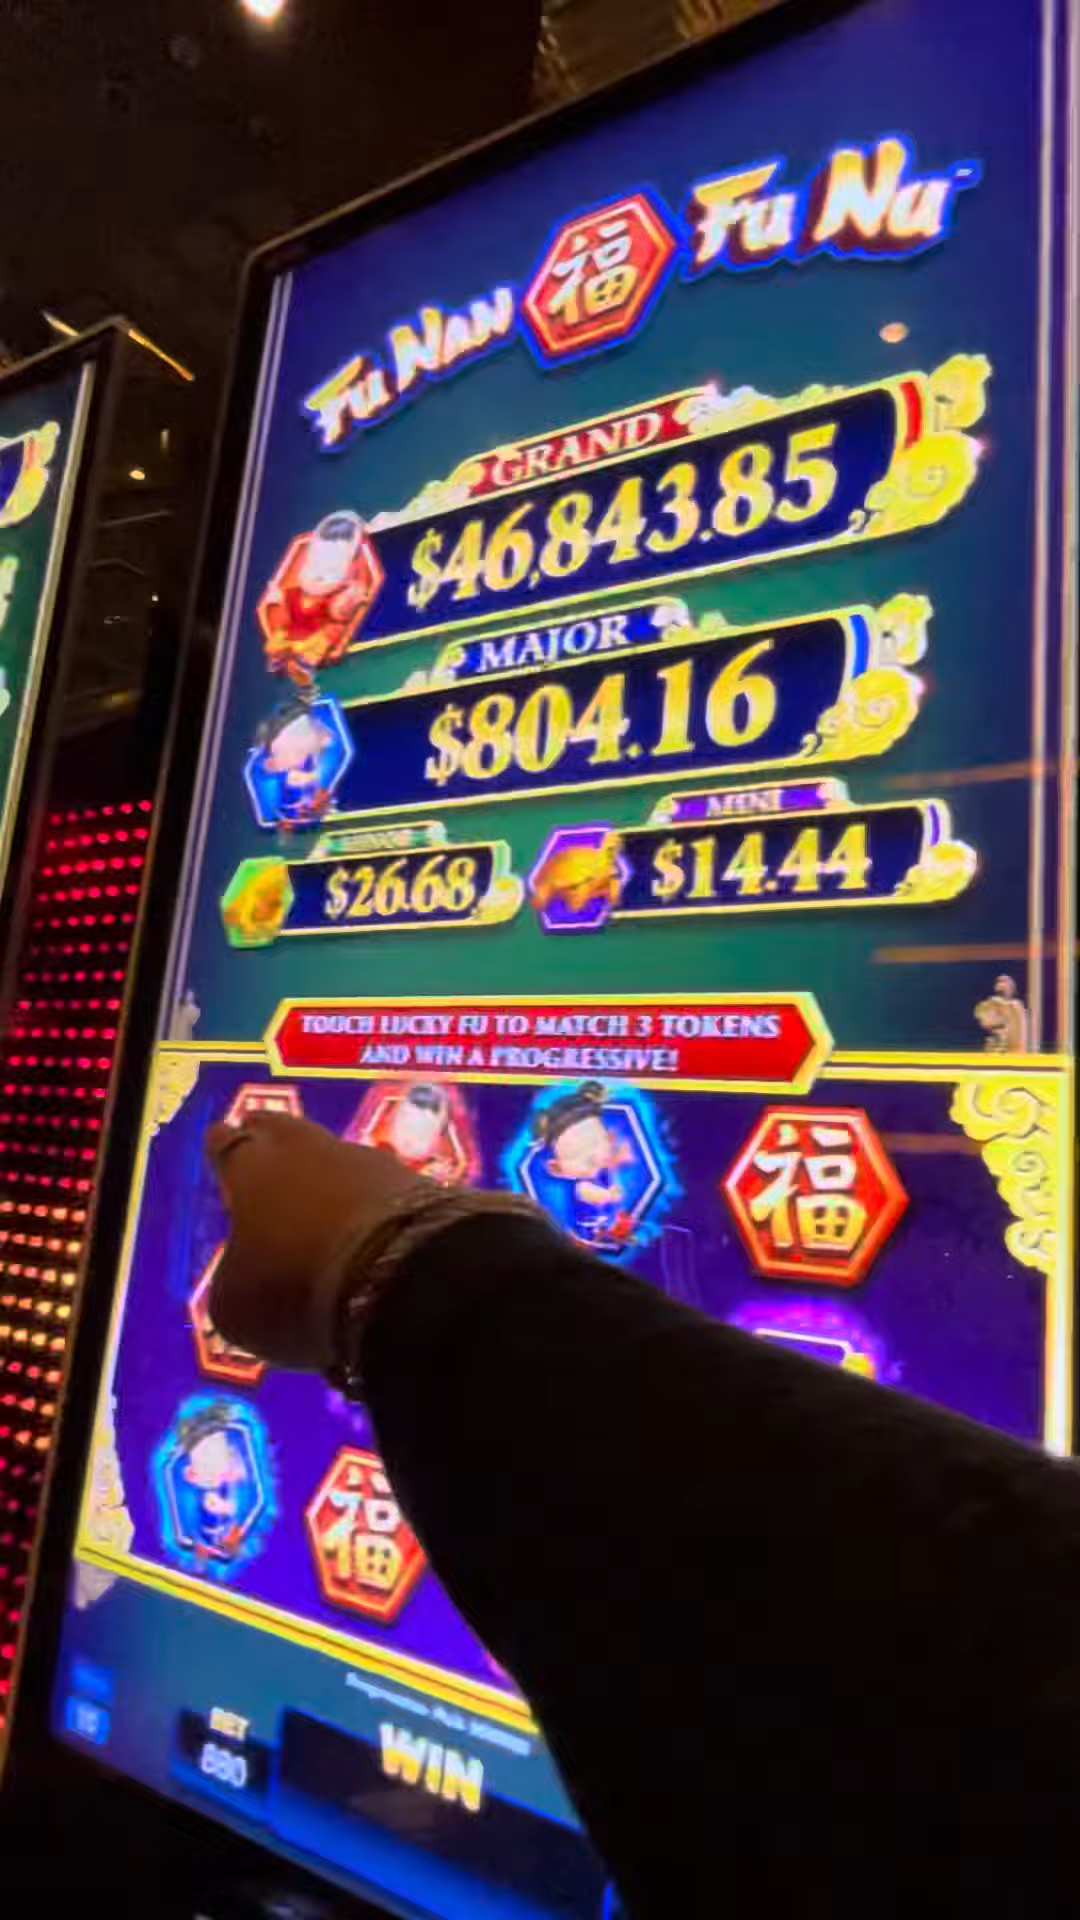 Fu Nan 福 Fu Nu
GRAND
$46,843.85
MAJOR
$804.16
MINI
$26.68
$14.44
TOUCH LUCKY FU TO MATCH 3 TOKENS
AND WIN A PROGRESSIVE!
福
福
BET
880
WIN